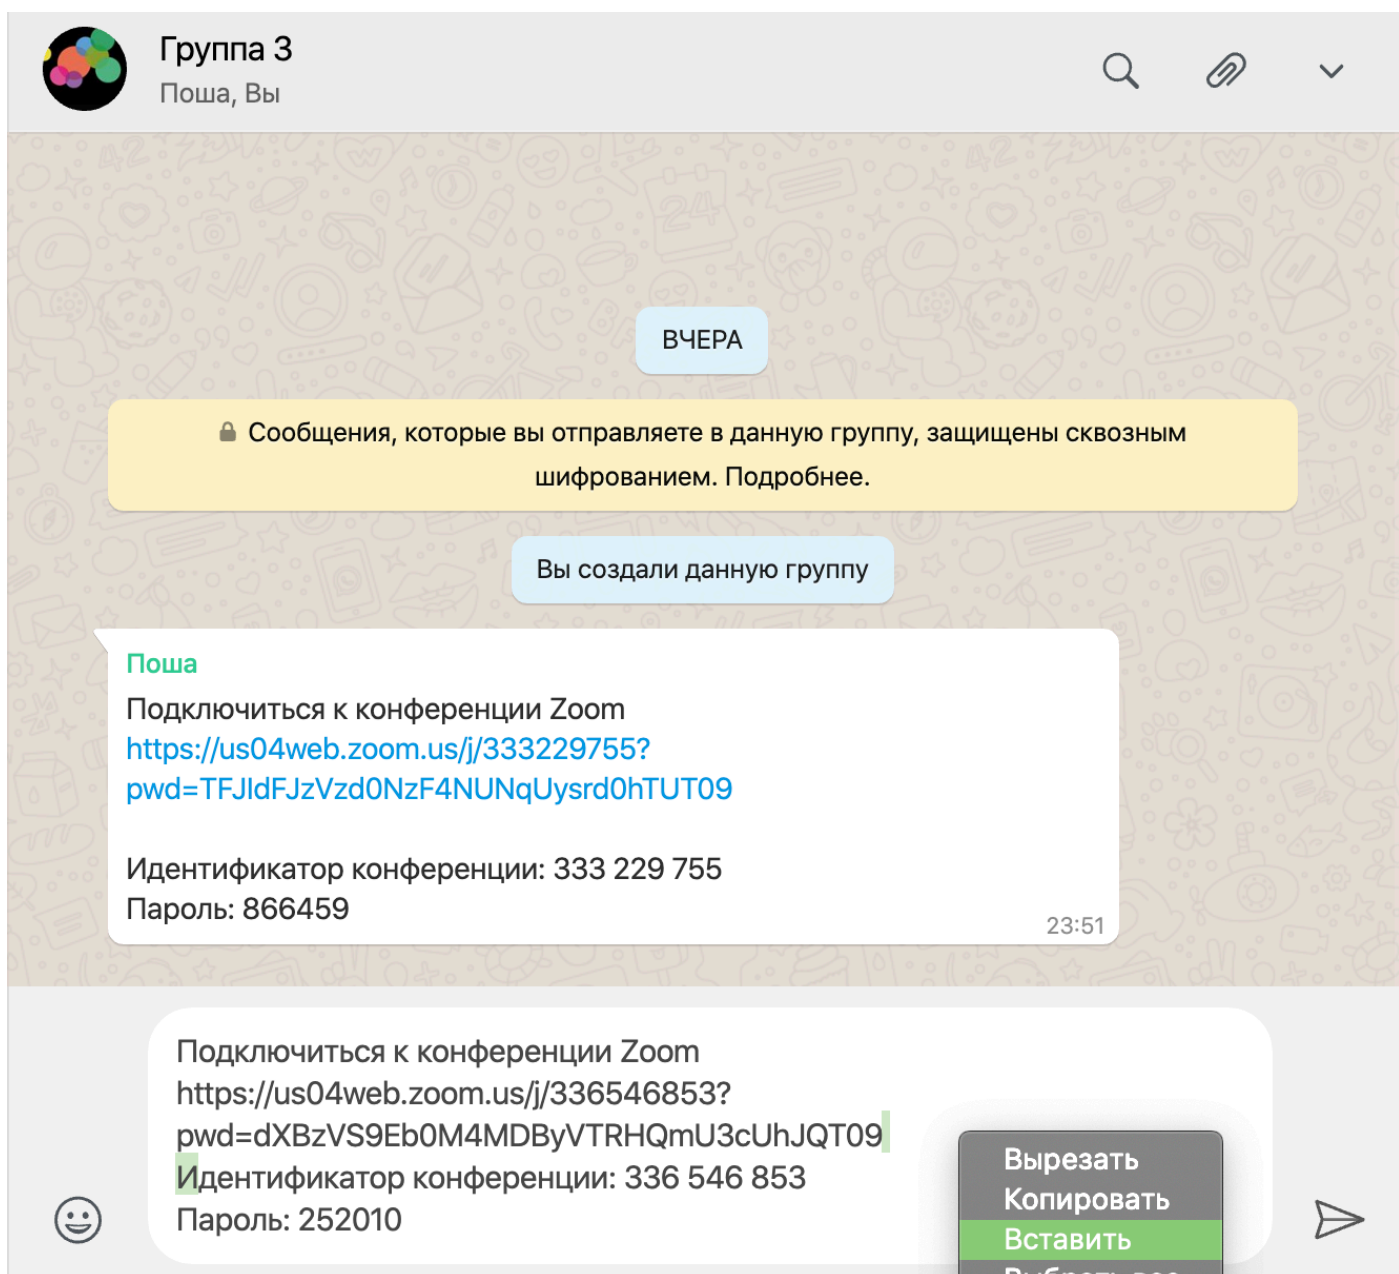 Группа 3
Поша, Вы
ВЧЕРА
Сообщения, которые вы отправляете в данную группу, защищены сквозным
шифрованием. Подробнее.
Вы создали данную группу
Поша
Подключиться к конференции Zoom
https://us04web.zoom.us/j/333229755?
pwd=TFJIdFJzVzd0NzF4NUNqUysrd0hTUT09
Идентификатор конференции: 333 229 755
Пароль: 866459
23:51
Подключиться к конференции Zoom
https://us04web.zoom.us/j/336546853?
pwd=dXBzVS9Eb0M4MDByVTRHQmU3cUhJQT09
Идентификатор конференции: 336 546 853
Пароль: 252010
Вырезать
Копировать
Вставить